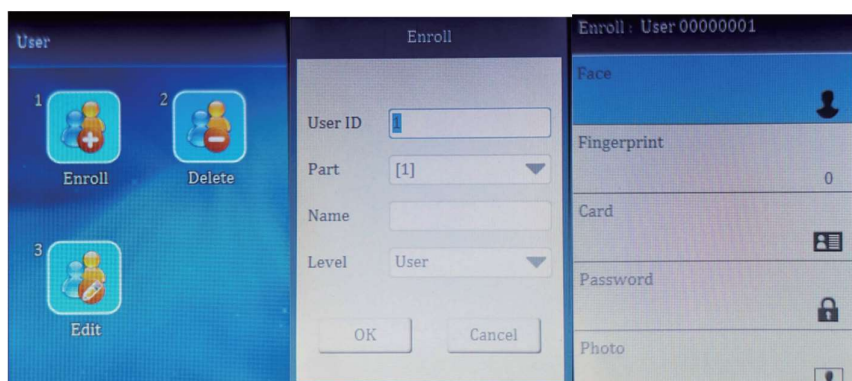 User
1
2
Enroll
Delete
3
Edit
Enroll
User ID
1
Part
[1]
Name
Level
User
OK
Cancel
Enroll : User 00000001
Face
Fingerprint
0
Card
Password
Photo